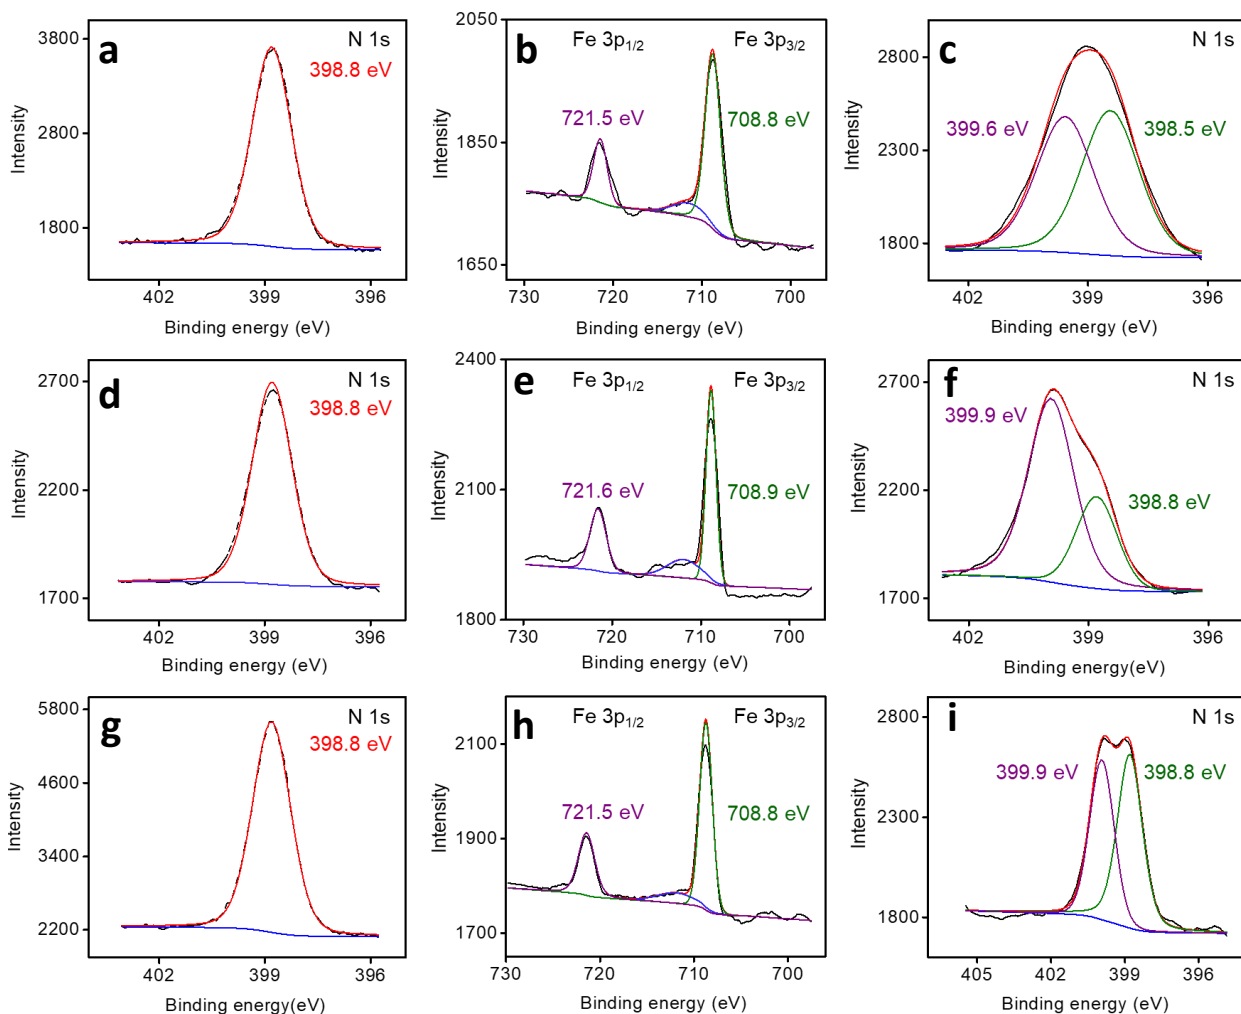 a
N 1s
398.8 eV
3800
2800
1800
Intensity
402
399
396
Binding energy (eV)
b
Fe 3p1/2
Fe 3p3/2
721.5 eV
708.8 eV
2050
1850
1650
Intensity
730
720
710
700
Binding energy (eV)
c
N 1s
399.6 eV
398.5 eV
2800
2300
1800
Intensity
402
399
396
Binding energy (eV)
d
N 1s
398.8 eV
2700
2200
1700
Intensity
402
399
396
Binding energy (eV)
e
Fe 3p1/2
Fe 3p3/2
721.6 eV
708.9 eV
2400
2100
1800
Intensity
730
720
710
700
Binding energy (eV)
f
N 1s
399.9 eV
398.8 eV
2700
2200
1700
Intensity
402
399
396
Binding energy(eV)
g
N 1s
398.8 eV
5800
4600
3400
2200
Intensity
402
399
396
Binding energy(eV)
h
Fe 3p1/2
Fe 3p3/2
721.5 eV
708.8 eV
2100
1900
1700
Intensity
730
720
710
700
Binding energy (eV)
i
N 1s
399.9 eV
398.8 eV
2800
2300
1800
Intensity
405
402
399
396
Binding energy (eV)